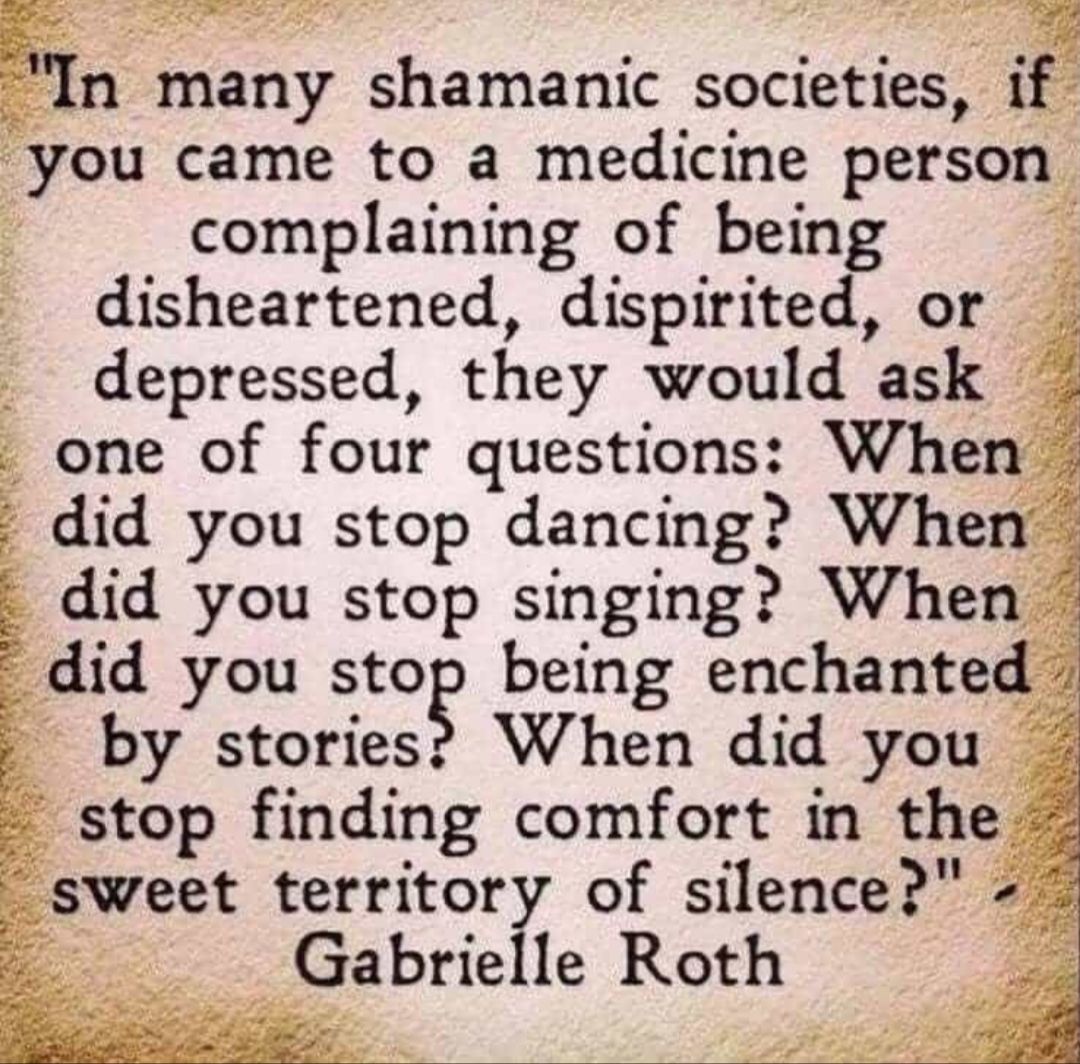 "In many shamanic societies, if
you came to a medicine person
complaining of being
disheartened, dispirited, or
depressed, they would ask
one of four questions: When
did you stop dancing? When
did you stop singing? When
did you stop being enchanted
by stories? When did you
stop finding comfort in the
sweet territory of silence?" -
Gabrielle Roth